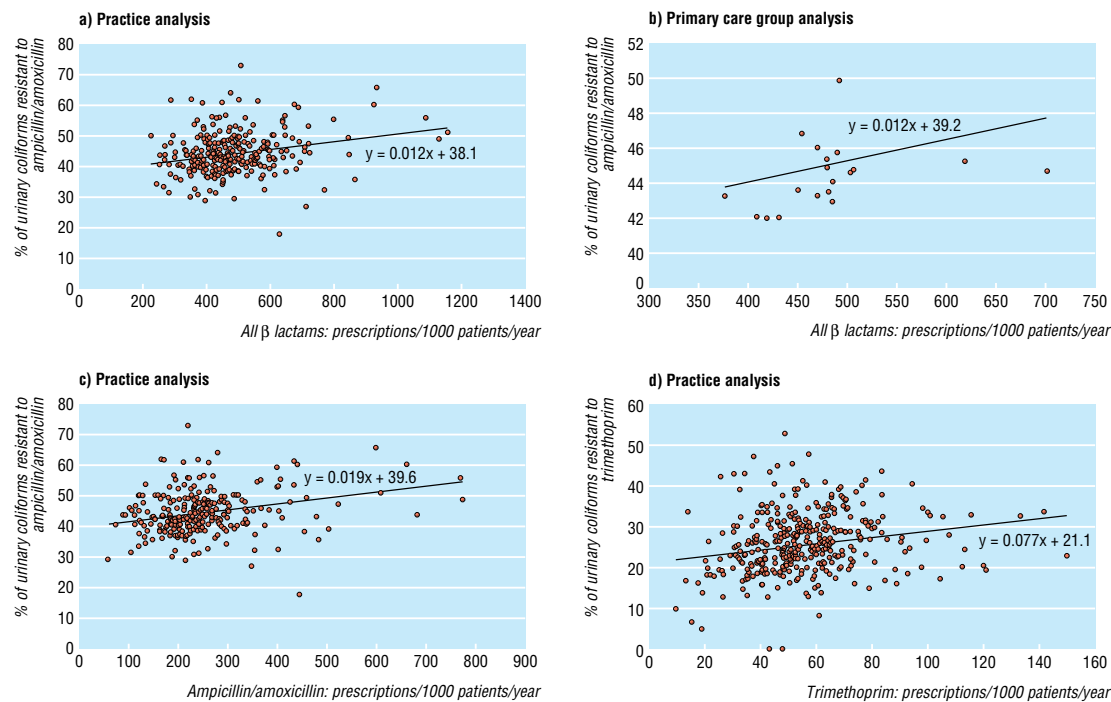 a) Practice analysis
% of urinary coliforms resistant to
ampicillin/amoxicillin
80
70
60
50
40
30
20
10
0
y = 0.012x + 38.1
0 200 400 600 800 1000 1200 1400
All β lactams: prescriptions/1000 patients/year
b) Primary care group analysis
% of urinary coliforms resistant to
ampicillin/amoxicillin
52
50
48
46
44
42
40
0
y = 0.012x + 39.2
300 350 400 450 500 550 600 650 700 750
All β lactams: prescriptions/1000 patients/year
c) Practice analysis
% of urinary coliforms resistant to
ampicillin/amoxicillin
80
70
60
50
40
30
20
10
0
y = 0.019x + 39.6
0 100 200 300 400 500 600 700 800 900
Ampicillin/amoxicillin: prescriptions/1000 patients/year
d) Practice analysis
% of urinary coliforms resistant to
trimethoprim
60
50
40
30
20
10
0
y = 0.077x + 21.1
0 20 40 60 80 100 120 140 160
Trimethoprim: prescriptions/1000 patients/year